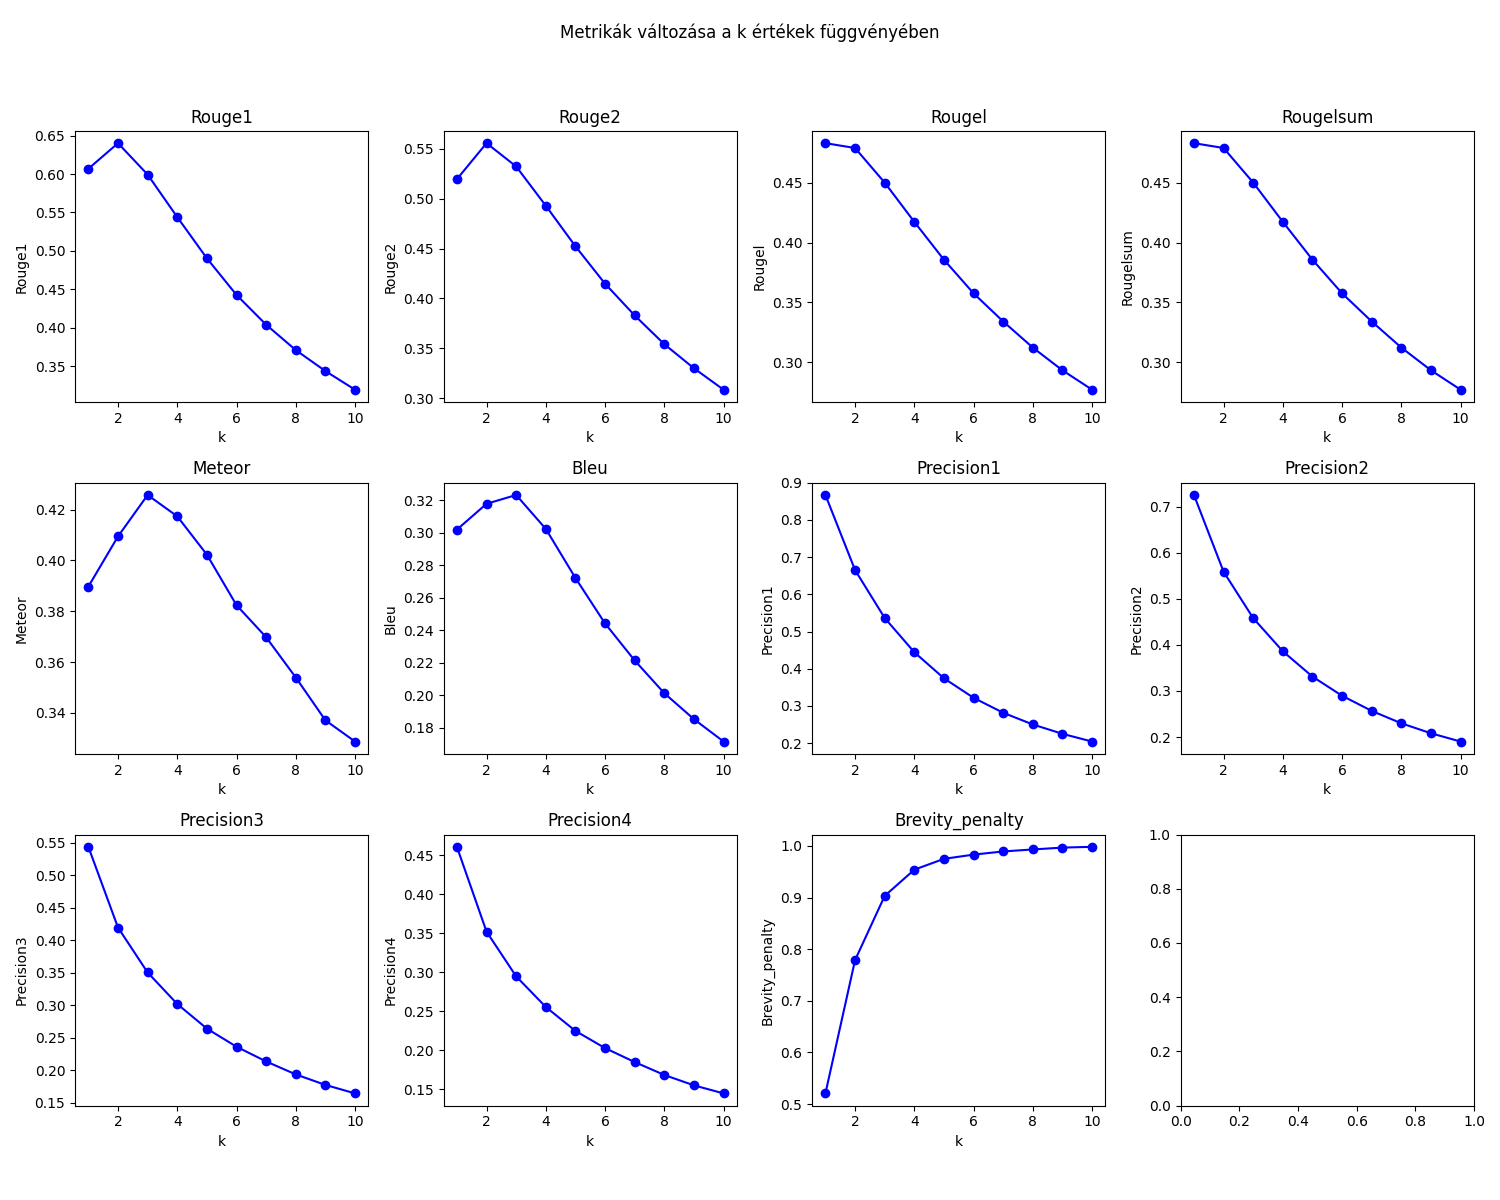 Metrikák változása a k értékek függvényében
Rouge1
Rouge2
Rougel
Rougelsum
0.65
0.60
0.55
0.50
0.45
0.40
0.35
Rouge1
2 4 6 8 10
k
0.55
0.50
0.45
0.40
0.35
0.30
Rouge2
2 4 6 8 10
k
0.45
0.40
0.35
0.30
Rougel
2 4 6 8 10
k
0.45
0.40
0.35
0.30
Rougelsum
2 4 6 8 10
k
Meteor
Bleu
Precision1
Precision2
0.42
0.40
0.38
0.36
0.34
Meteor
2 4 6 8 10
k
0.32
0.30
0.28
0.26
0.24
0.22
0.20
0.18
Bleu
2 4 6 8 10
k
0.9
0.8
0.7
0.6
0.5
0.4
0.3
0.2
Precision1
2 4 6 8 10
k
0.7
0.6
0.5
0.4
0.3
0.2
Precision2
2 4 6 8 10
k
Precision3
Precision4
Brevity_penalty
0.55
0.50
0.45
0.40
0.35
0.30
0.25
0.20
0.15
Precision3
2 4 6 8 10
k
0.45
0.40
0.35
0.30
0.25
0.20
0.15
Precision4
2 4 6 8 10
k
1.0
0.9
0.8
0.7
0.6
0.5
Brevity_penalty
2 4 6 8 10
k
1.0
0.8
0.6
0.4
0.2
0.0
0.0 0.2 0.4 0.6 0.8 1.0